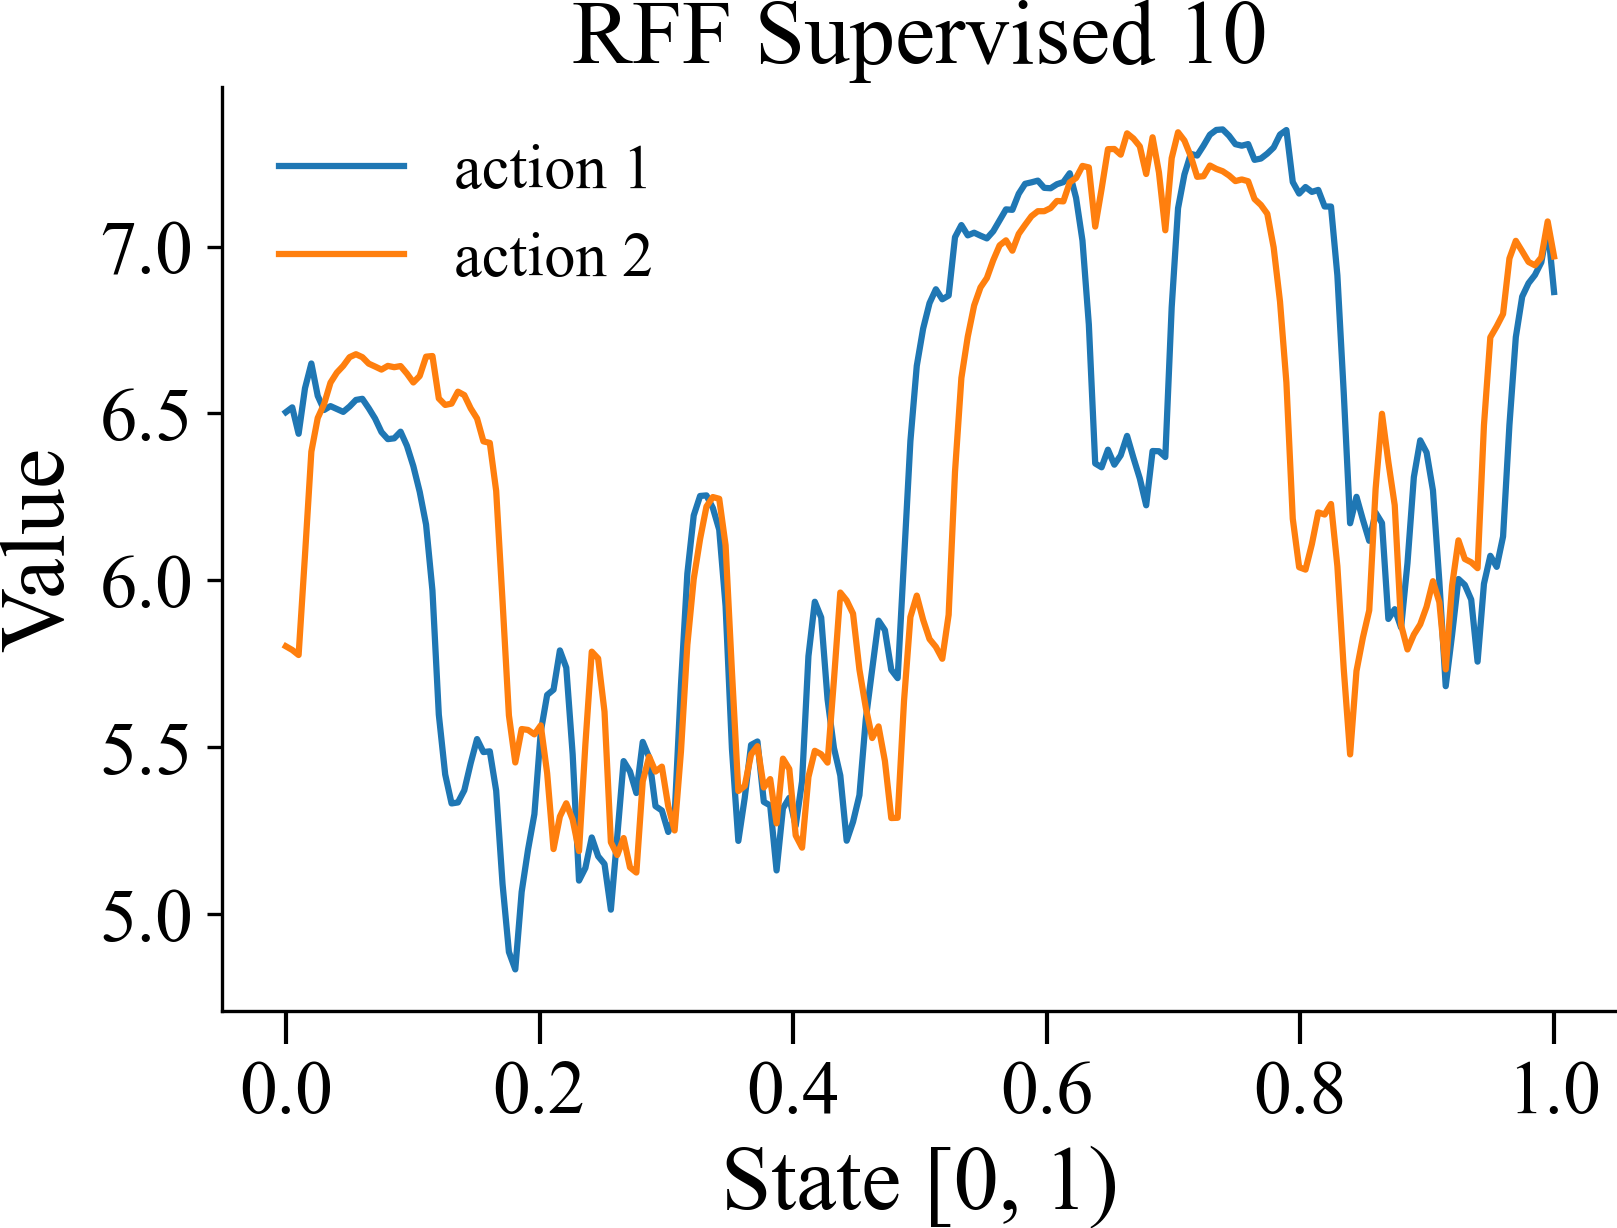 RFF Supervised 10
action 1
action 2
Value
7.0
6.5
6.0
5.5
5.0
0.0 0.2 0.4 0.6 0.8 1.0
State [0, 1)